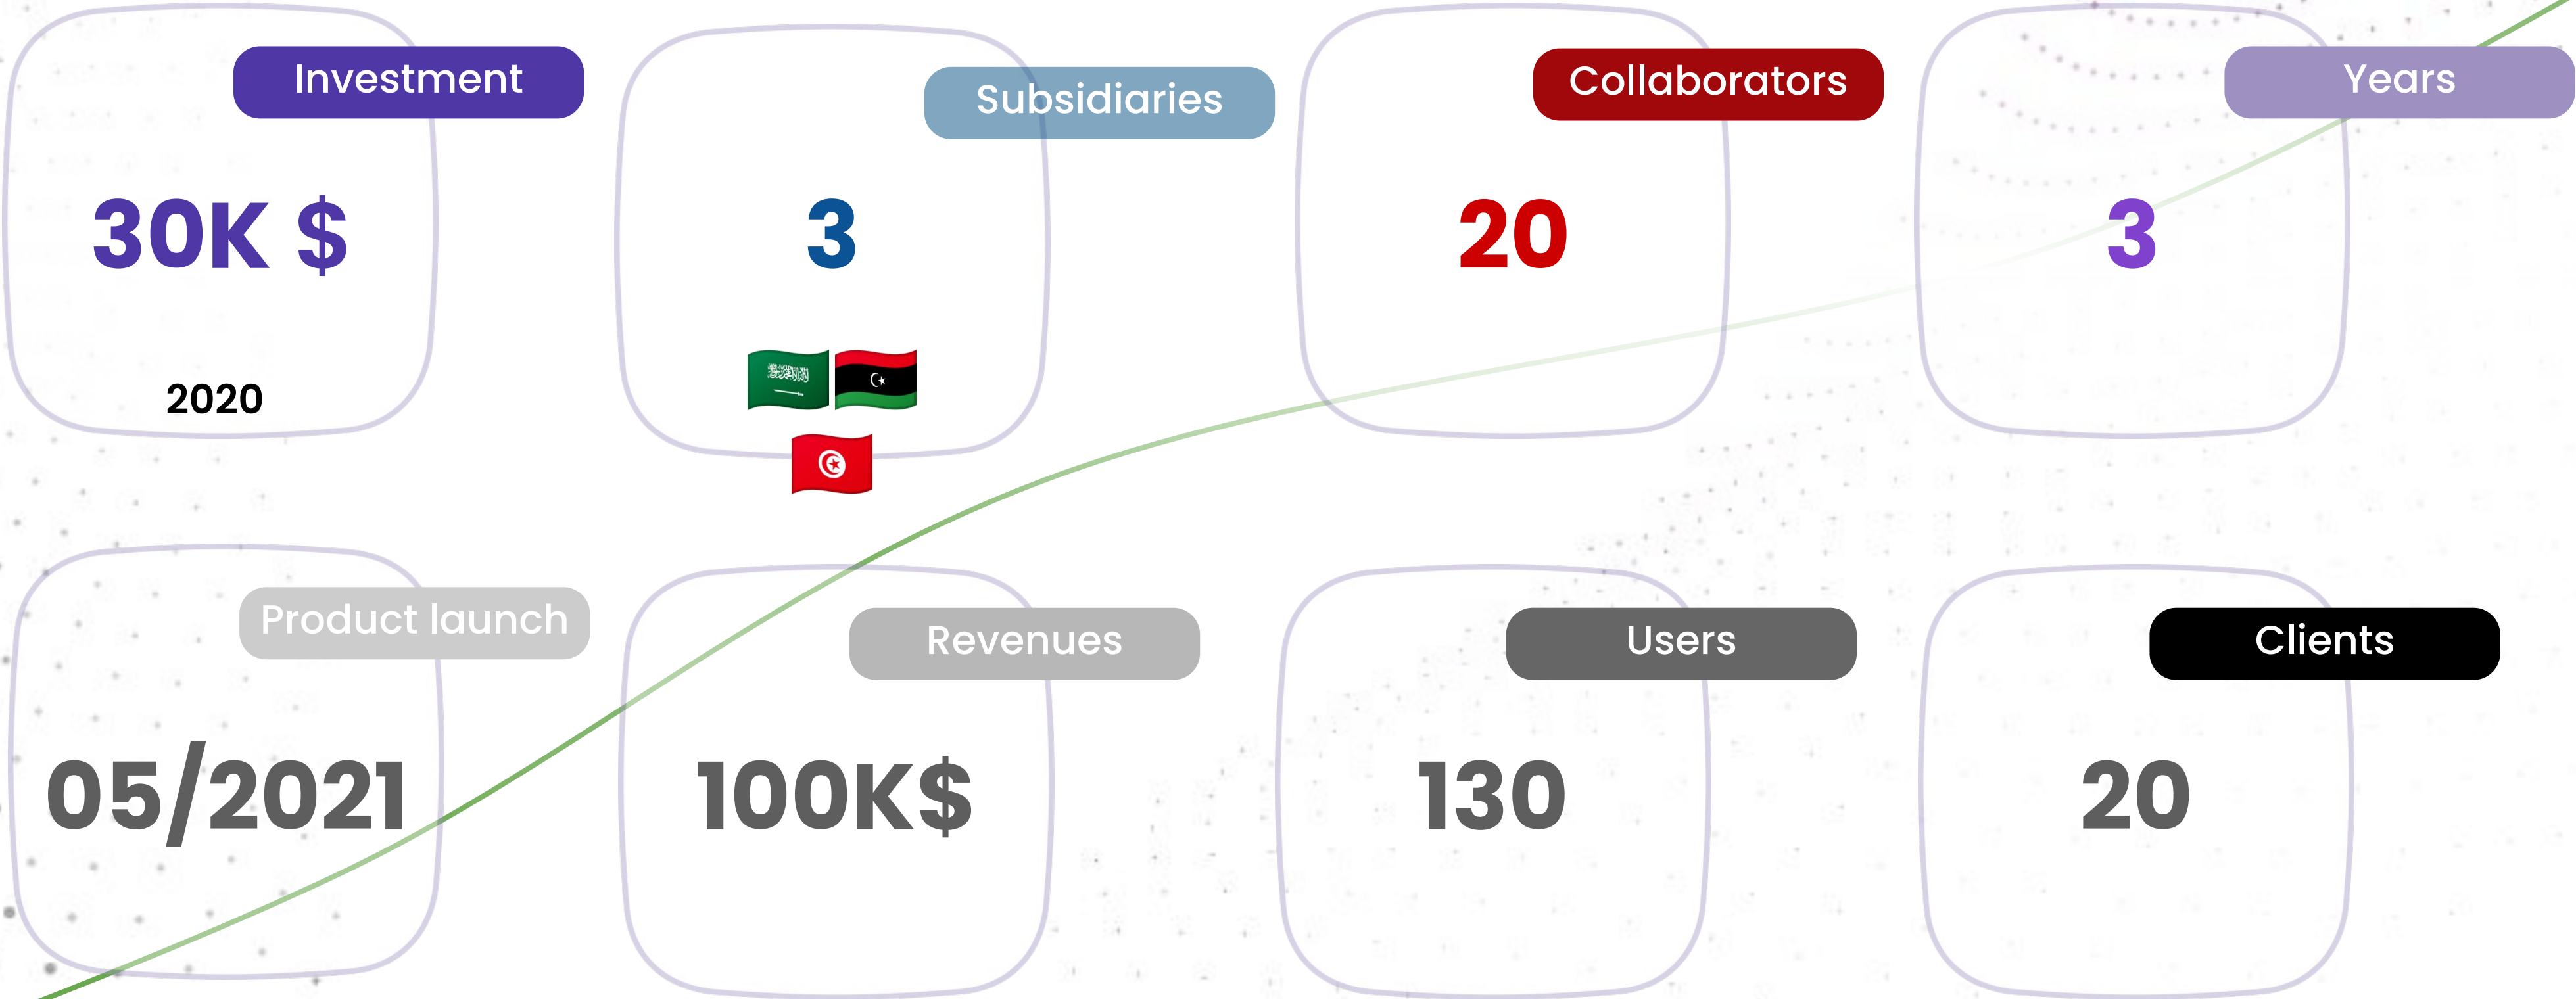 Investment
30K $
2020
Subsidiaries
3
Collaborators
20
Years
3
Product launch
05/2021
Revenues
100K$
Users
130
Clients
20